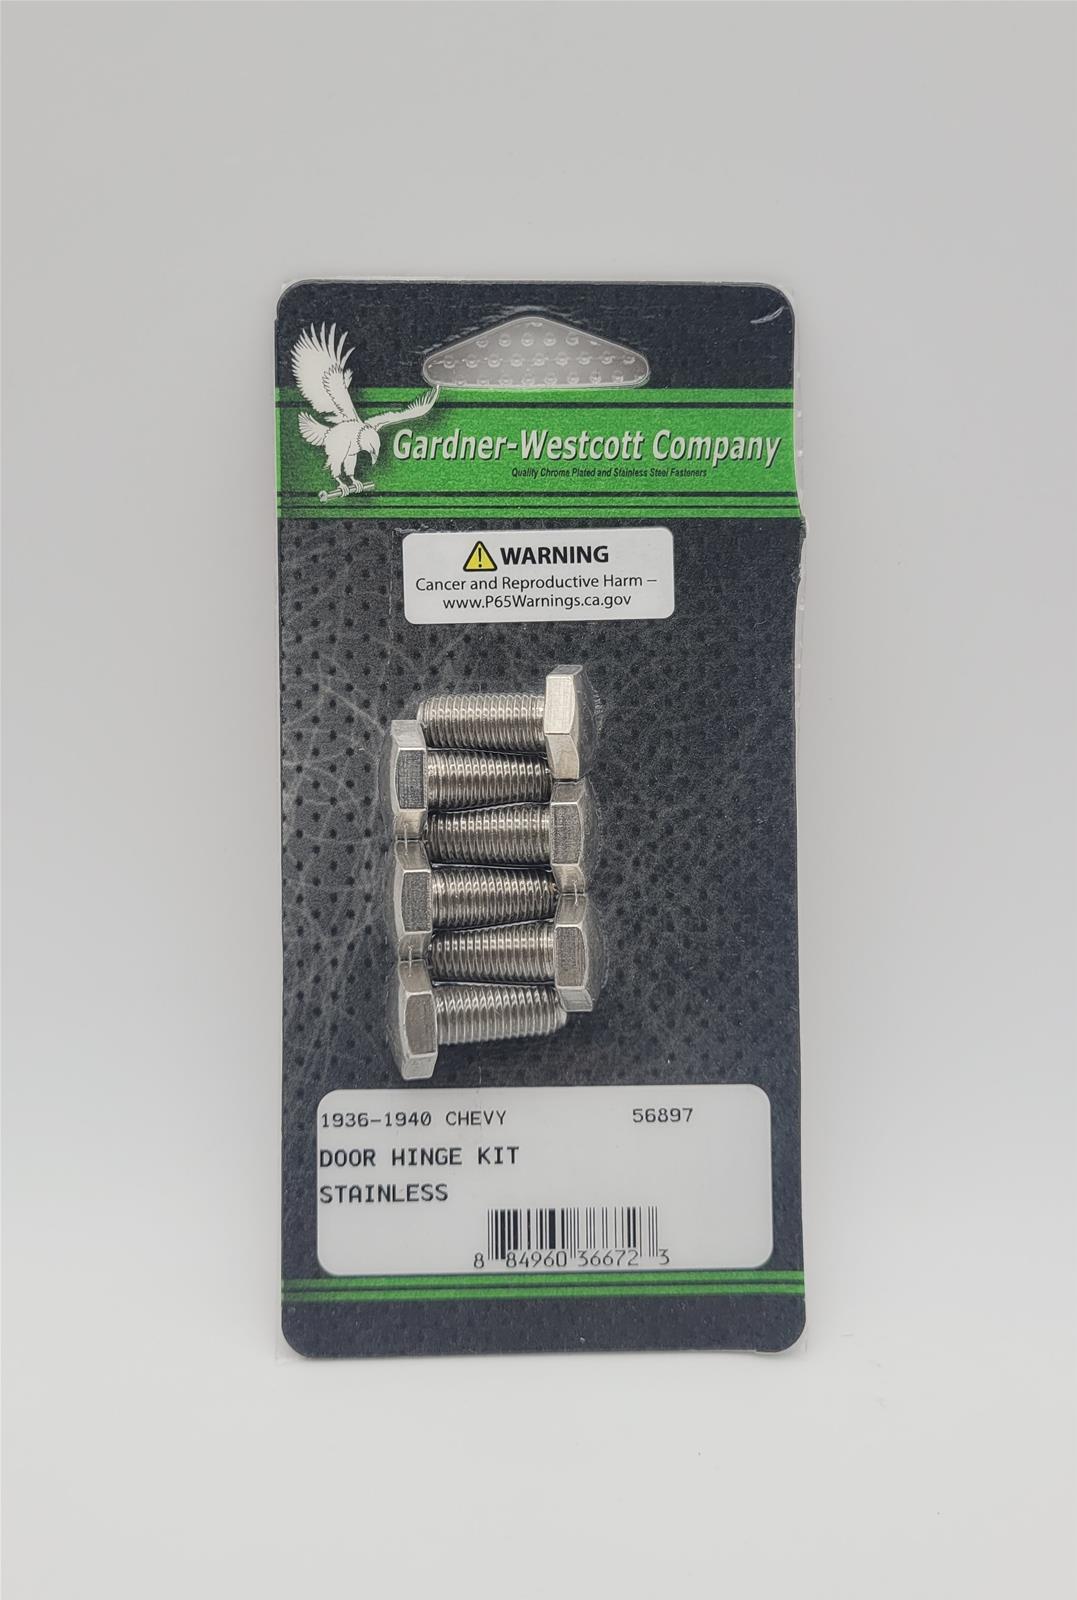 Gardner-Westcott Company
Quality Chrome Plated and Stainless Steel Fasteners
WARNING
Cancer and Reproductive Harm –
www.P65Warnings.ca.gov
1936-1940 CHEVY 56897
DOOR HINGE KIT
STAINLESS
8 84960 36672 3